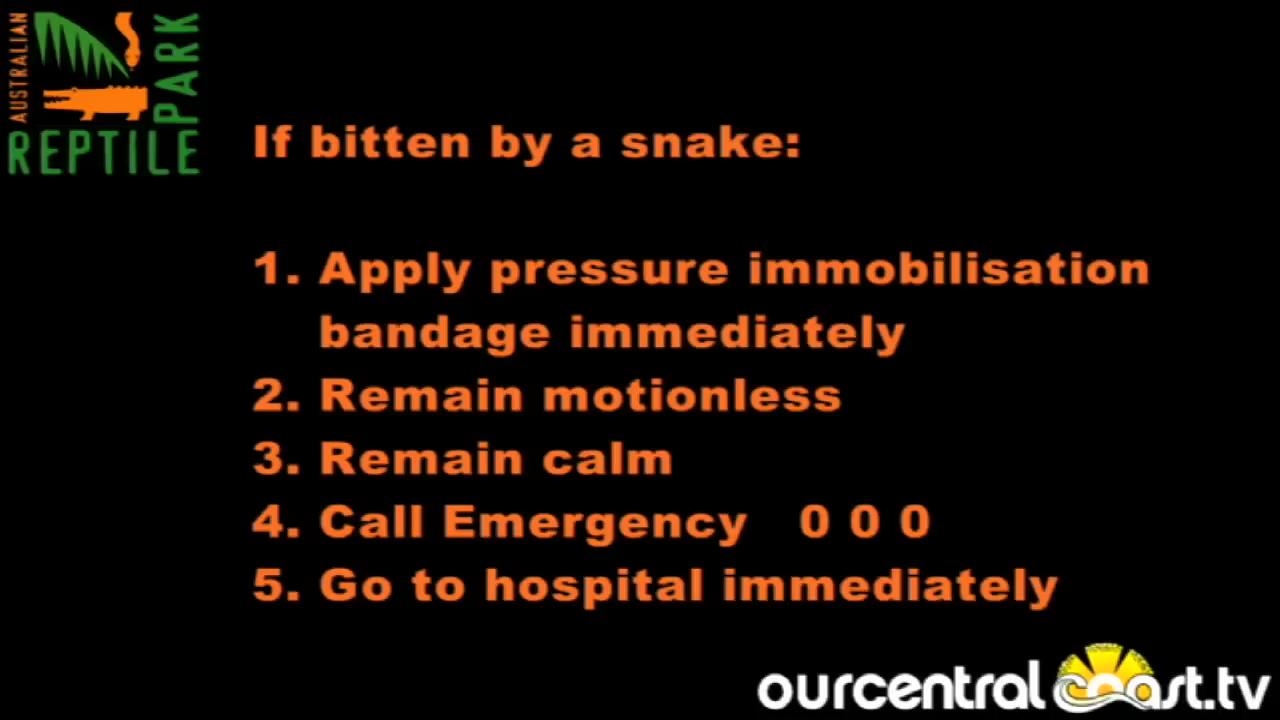 AUSTRALIAN
REPTILE
PARK
If bitten by a snake:
1. Apply pressure immobilisation
bandage immediately
2. Remain motionless
3. Remain calm
4. Call Emergency 0 0 0
5. Go to hospital immediately
ourcentralcoast.tv